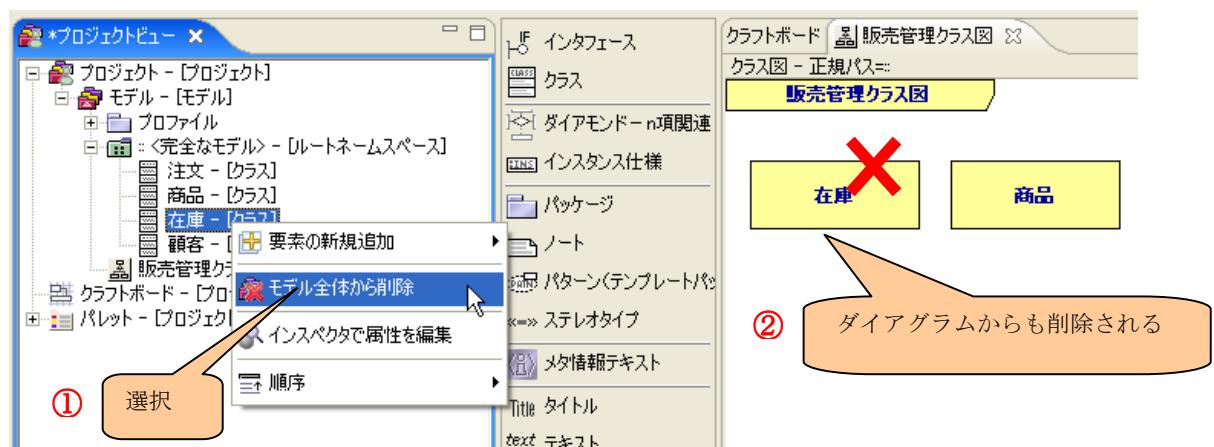 *プロジェクトビュー
プロジェクト - [プロジェクト]
モデル - [モデル]
プロファイル
:: <完全なモデル> - [ルートネームスペース]
注文 - [クラス]
商品 - [クラス]
在庫 - [クラス]
顧客 - [
販売管理クラ
クラフトボード - [プロ
パレット - [プロジェクト
要素の新規追加
モデル全体から削除
インスペクタで属性を編集
順序
①
選択
IF インタフェース
CLASS クラス
ダイアモンド－n項関連
INS インスタンス仕様
パッケージ
ノート
パターン(テンプレートパッ
«=» ステレオタイプ
{i} メタ情報テキスト
Title タイトル
text テキスト
クラフトボード 販売管理クラス図
クラス図 - 正規パス=::
販売管理クラス図
在庫
商品
②
ダイアグラムからも削除される